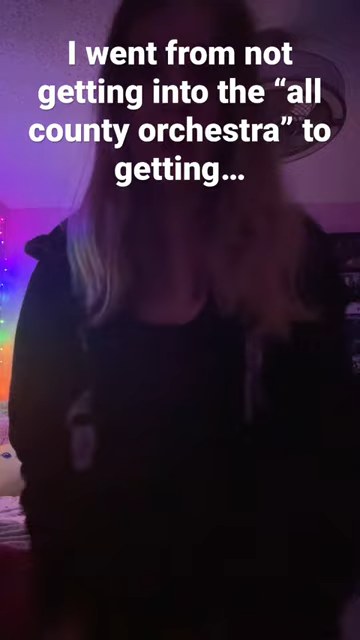 I went from not
getting into the “all
county orchestra” to
getting...